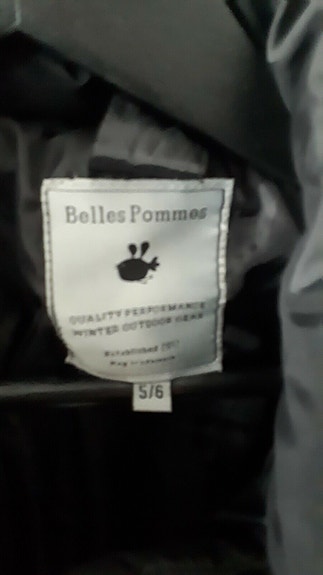 Belles Pommes
QUALITY PERFORMANCE
WINTER OUTDOOR GEAR
Established
5/6